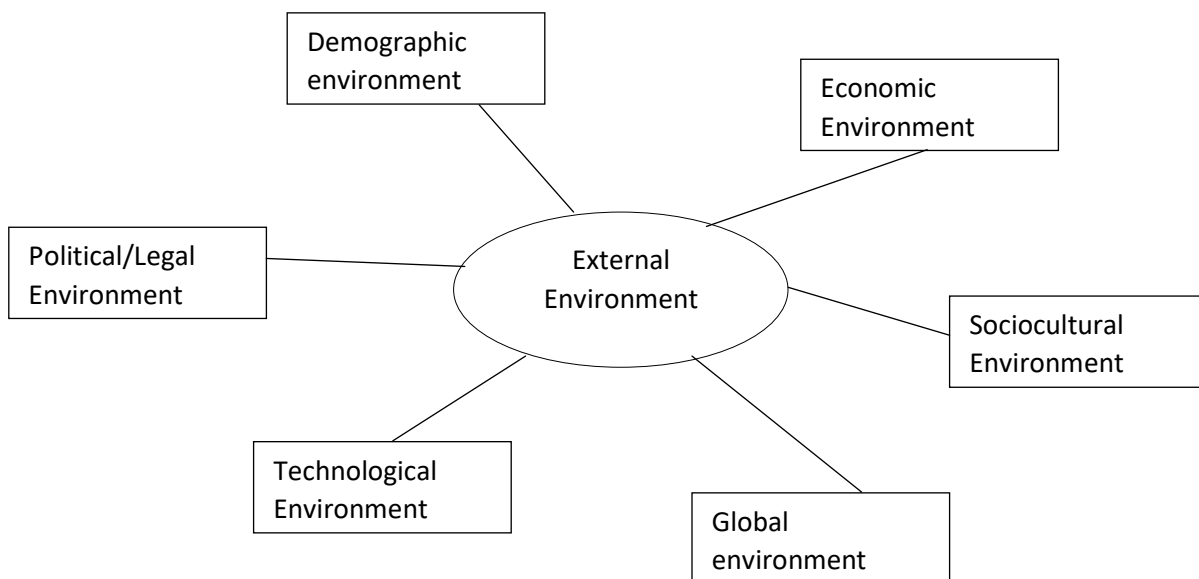 Demographic
environment
Economic
Environment
Political/Legal
Environment
External
Environment
Sociocultural
Environment
Technological
Environment
Global
environment